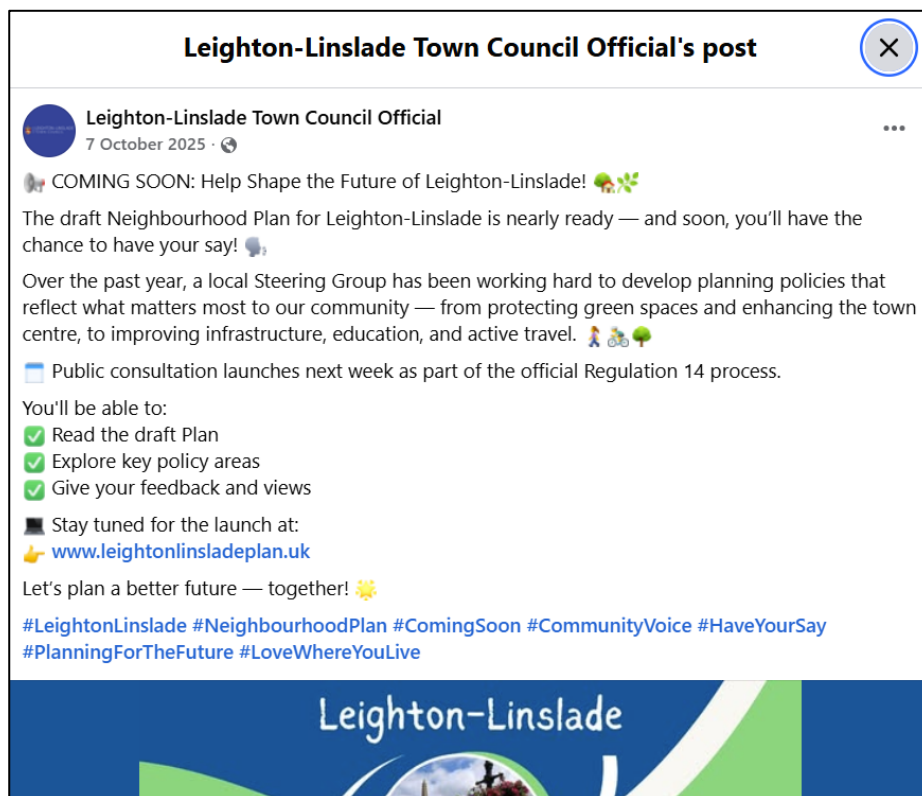 Leighton-Linslade Town Council Official's post
Leighton-Linslade Town Council Official
7 October 2025 ·
COMING SOON: Help Shape the Future of Leighton-Linslade!
The draft Neighbourhood Plan for Leighton-Linslade is nearly ready — and soon, you'll have the
chance to have your say!
Over the past year, a local Steering Group has been working hard to develop planning policies that
reflect what matters most to our community — from protecting green spaces and enhancing the town
centre, to improving infrastructure, education, and active travel.
Public consultation launches next week as part of the official Regulation 14 process.
You'll be able to:
✅ Read the draft Plan
✅ Explore key policy areas
✅ Give your feedback and views
Stay tuned for the launch at:
👉 www.leightonlinsladeplan.uk
Let's plan a better future — together!
#LeightonLinslade #NeighbourhoodPlan #ComingSoon #CommunityVoice #HaveYourSay
#PlanningForTheFuture #LoveWhereYouLive
Leighton-Linslade